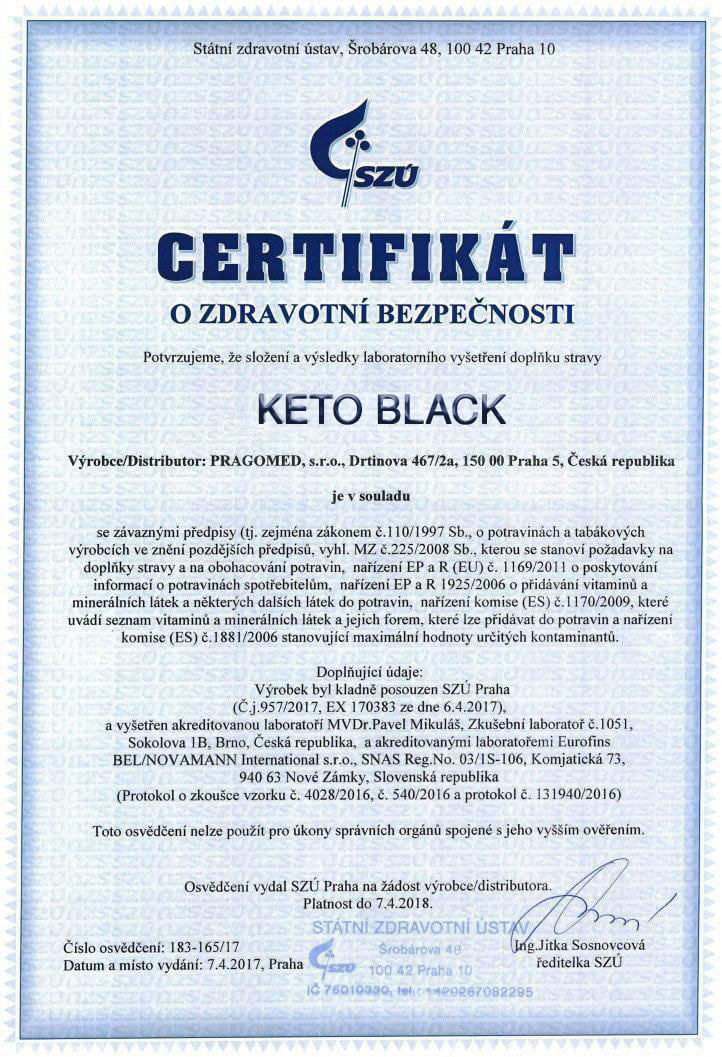 Státní zdravotní ústav, Šrobárova 48, 100 42 Praha 10
SZÚ
CERTIFIKÁT
O ZDRAVOTNÍ BEZPEČNOSTI
Potvrzujeme, že složení a výsledky laboratorního vyšetření doplňku stravy
KETO BLACK
Výrobce/Distributor: PRAGOMED, s.r.o., Drtinova 467/2a, 150 00 Praha 5, Česká republika
je v souladu
se závaznými předpisy (tj. zejména zákonem č.110/1997 Sb., o potravinách a tabákových
výrobcích ve znění pozdějších předpisů, vyhl. MZ č.225/2008 Sb., kterou se stanoví požadavky na
doplňky stravy a na obohacování potravin, nařízení EP a R (EU) č. 1169/2011 o poskytování
informací o potravinách spotřebitelům, nařízení EP a R 1925/2006 o přidávání vitaminů a
minerálních látek a některých dalších látek do potravin, nařízení komise (ES) č.1170/2009, které
uvádí seznam vitaminů a minerálních látek a jejich forem, které lze přidávat do potravin a nařízení
komise (ES) č.1881/2006 stanovující maximální hodnoty určitých kontaminantů.
Doplňující údaje:
Výrobek byl kladně posouzen SZÚ Praha
(Č.j.957/2017, EX 170383 ze dne 6.4.2017),
a vyšetřen akreditovanou laboratoří MVDr.Pavel Mikuláš, Zkušební laboratoř č.1051,
Sokolova 1B, Brno, Česká republika, a akreditovanými laboratořemi Eurofins
BEL/NOVAMANN International s.r.o., SNAS Reg.No. 03/1S-106, Komjatická 73,
940 63 Nové Zámky, Slovenská republika
(Protokol o zkoušce vzorku č. 4028/2016, č. 540/2016 a protokol č. 131940/2016)
Toto osvědčení nelze použít pro úkony správních orgánů spojené s jeho vyšším ověřením.
Osvědčení vydal SZÚ Praha na žádost výrobce/distributora.
Platnost do 7.4.2018.
STÁTNÍ ZDRAVOTNÍ ÚSTAV
Šrobárova 48
SZÚ 100 42 Praha 10
IČ 75010330, tel.: +420267082295
Číslo osvědčení: 183-165/17
Datum a místo vydání: 7.4.2017, Praha
Ing.Jitka Sosnovcová
ředitelka SZÚ